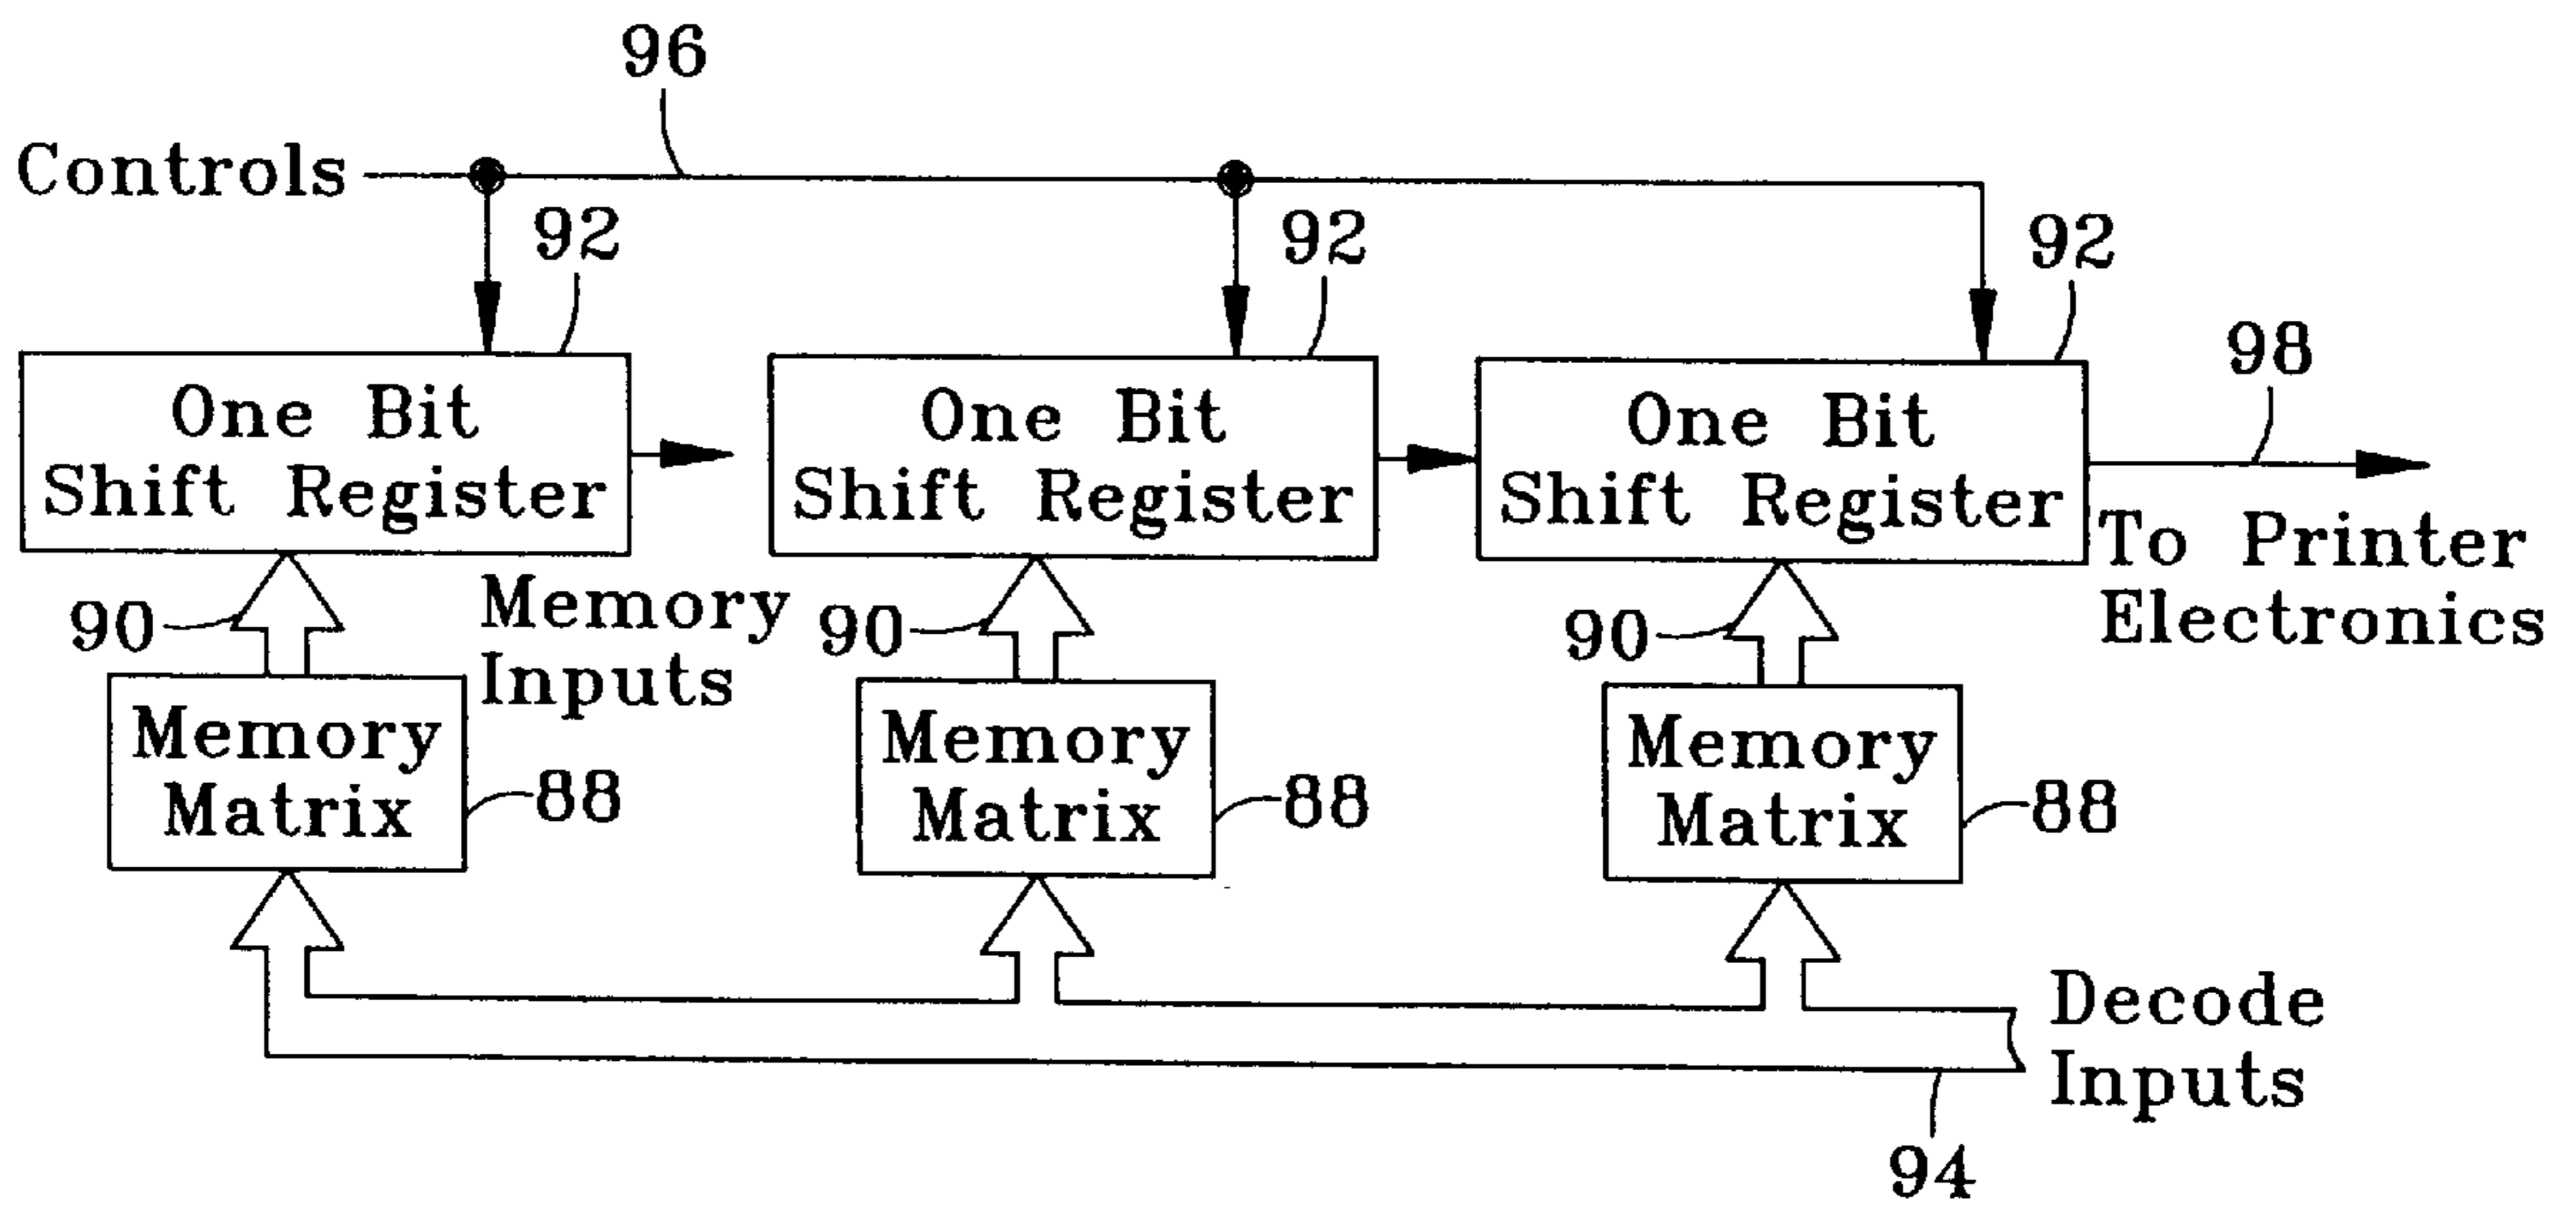 96
Controls
92
92
92
98
One Bit
Shift Register
One Bit
Shift Register
One Bit
Shift Register
To Printer
Electronics
90
Memory
Inputs
90
90
Memory
Matrix
88
Memory
Matrix
88
Memory
Matrix
88
Decode
Inputs
94